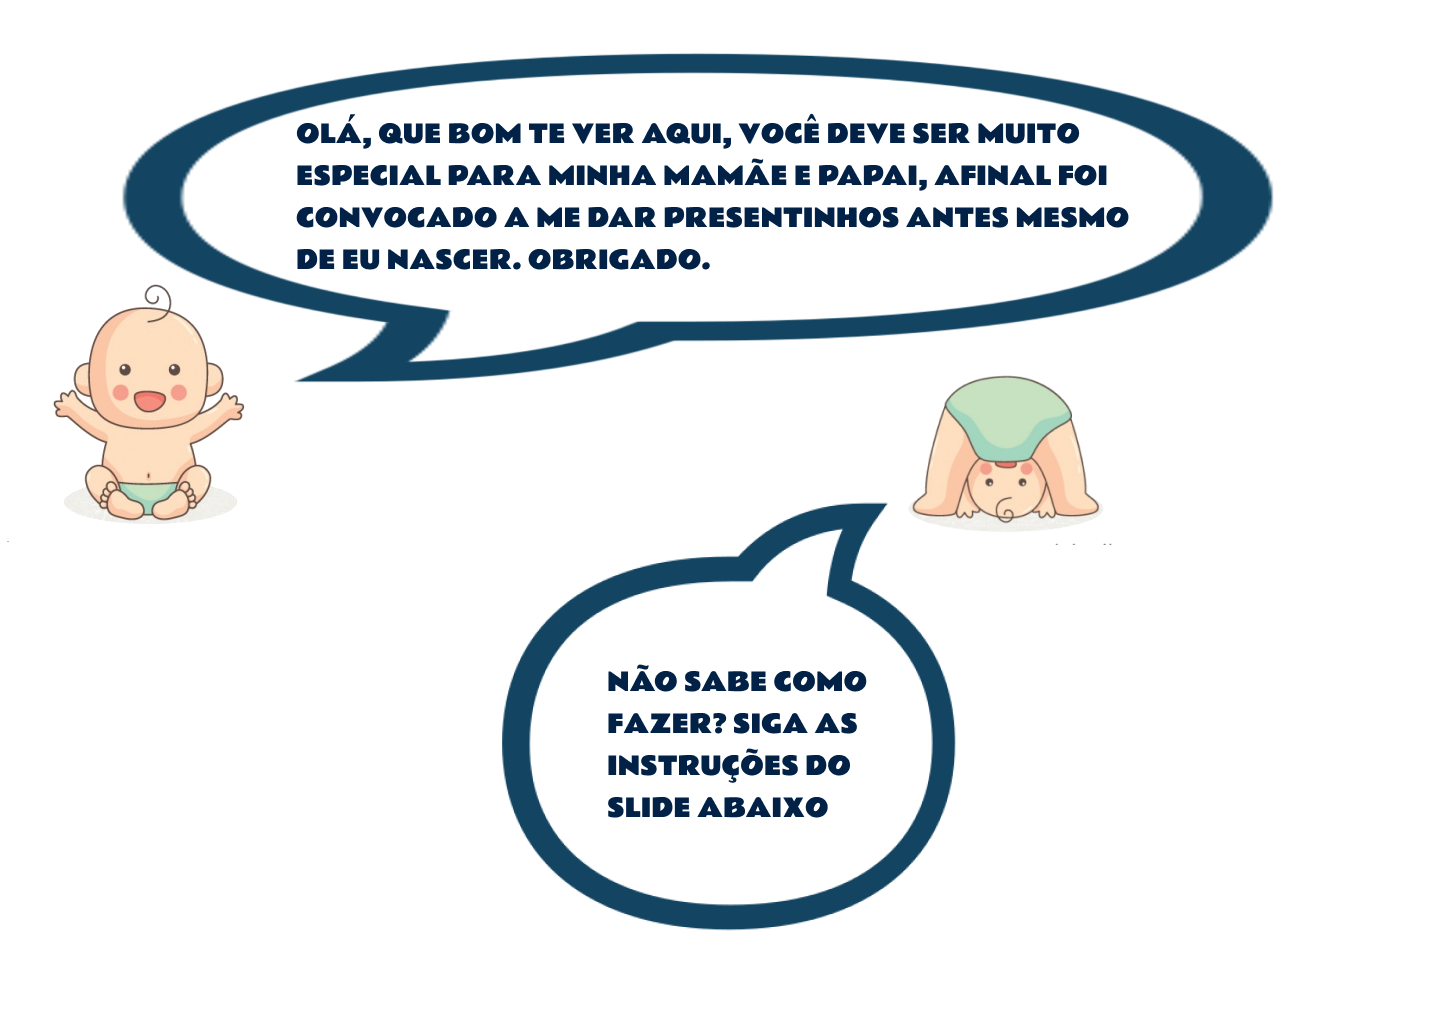 OLÁ, QUE BOM TE VER AQUI, VOCÊ DEVE SER MUITO
ESPECIAL PARA MINHA MAMÃE E PAPAI, AFINAL FOI
CONVOCADO A ME DAR PRESENTINHOS ANTES MESMO
DE EU NASCER. OBRIGADO.
NÃO SABE COMO
FAZER? SIGA AS
INSTRUÇÕES DO
SLIDE ABAIXO